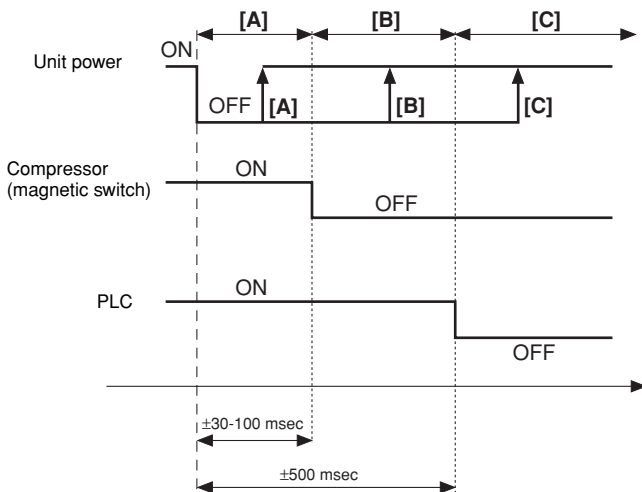 [A] [B] [C]
ON
Unit power
OFF [A] [B] [C]
Compressor
(magnetic switch)
ON
OFF
PLC
ON
OFF
±30-100 msec
±500 msec